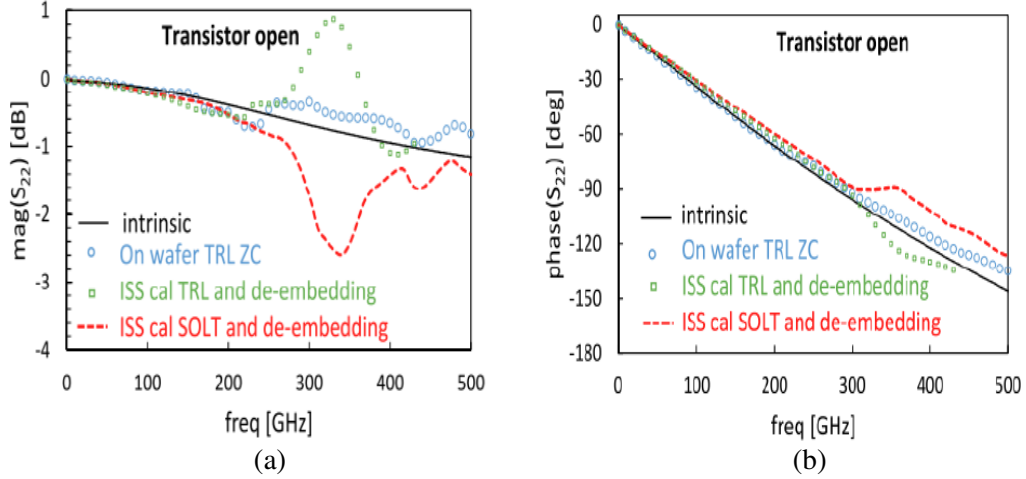 Transistor open
mag(S22) [dB]
1
0
-1
-2
-3
-4
intrinsic
On wafer TRL ZC
ISS cal TRL and de-embedding
ISS cal SOLT and de-embedding
0 100 200 300 400 500
freq [GHz]
(a)
Transistor open
phase(S22) [deg]
0
-30
-60
-90
-120
-150
-180
intrinsic
On wafer TRL ZC
ISS cal TRL and de-embedding
ISS cal SOLT and de-embedding
0 100 200 300 400 500
freq [GHz]
(b)